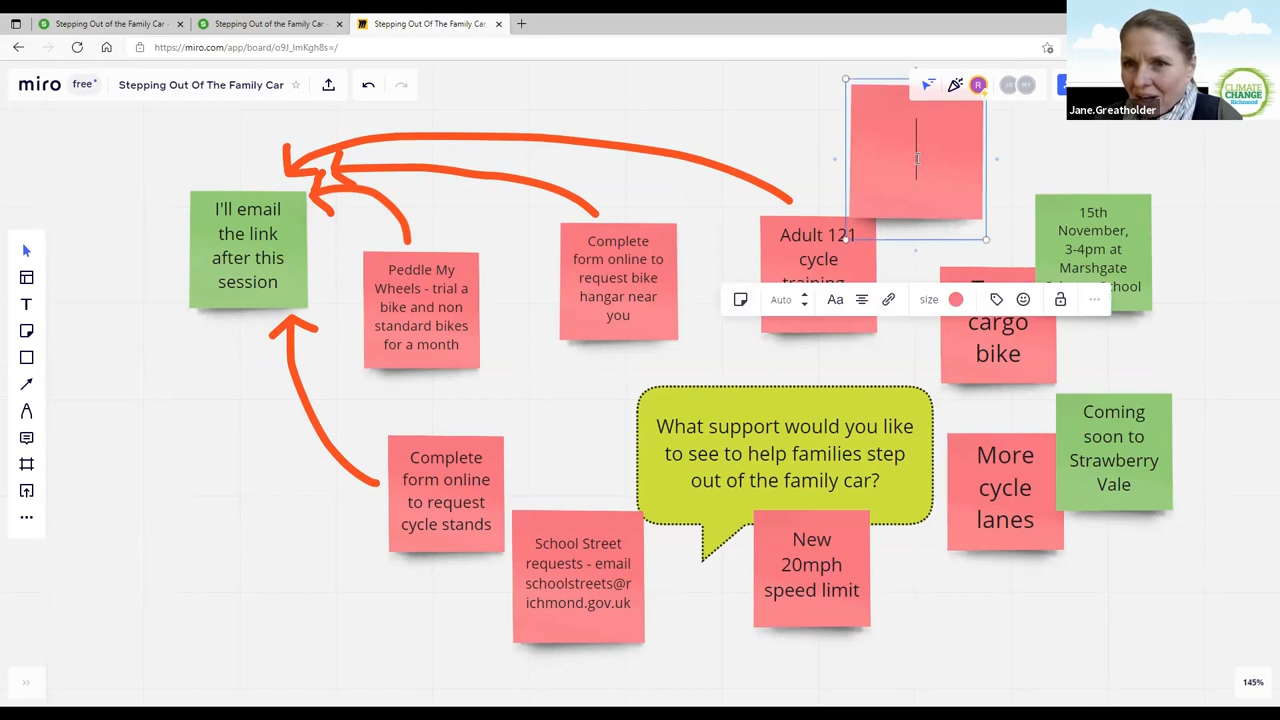 Stepping Out of the Family Car -
Stepping Out of the Family Car -
Stepping Out Of The Family Car,
https://miro.com/app/board/o9J_lmKgh8s=/
miro
free
Stepping Out Of The Family Car
R
CLIMATE
CHANGE
Richmond
Jane.Greatholder
I'll email
the link
after this
session
Peddle My
Wheels - trial a
bike and non
standard bikes
for a month
Complete
form online to
request bike
hangar near
you
Adult 121
cycle
training
15th
November,
3-4pm at
Marshgate
School
Auto
Aa
size
cargo
bike
What support would you like
to see to help families step
out of the family car?
Coming
soon to
Strawberry
Vale
More
cycle
lanes
Complete
form online
to request
cycle stands
School Street
requests - email
schoolstreets@r
ichmond.gov.uk
New
20mph
speed limit
145%